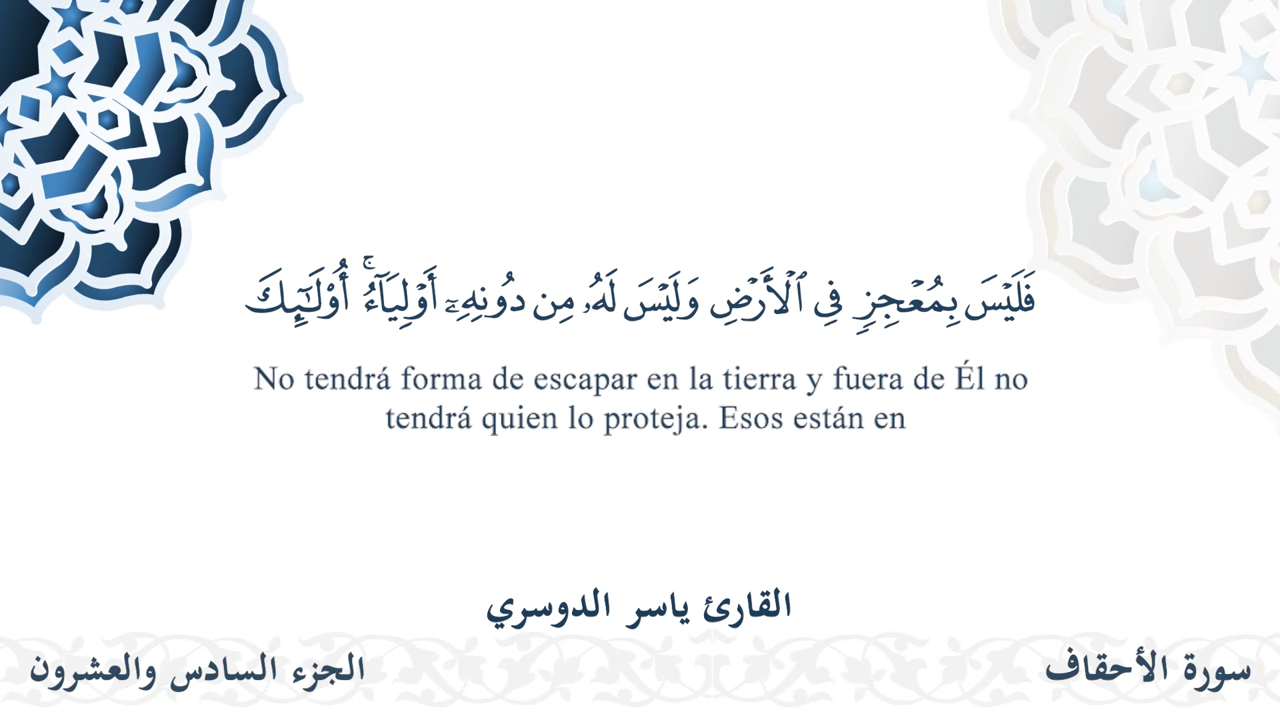 فَلَيۡسَ بِمُعۡجِزٖ فِي ٱلۡأَرۡضِ وَلَيۡسَ لَهُۥ مِن دُونِهِۦٓ أَوۡلِيَآءُۚ أُوْلَٰٓئِكَ
No tendrá forma de escapar en la tierra y fuera de Él no
tendrá quien lo proteja. Esos están en
القارئ ياسر الدوسري
سورة الأحقاف
الجزء السادس والعشرون